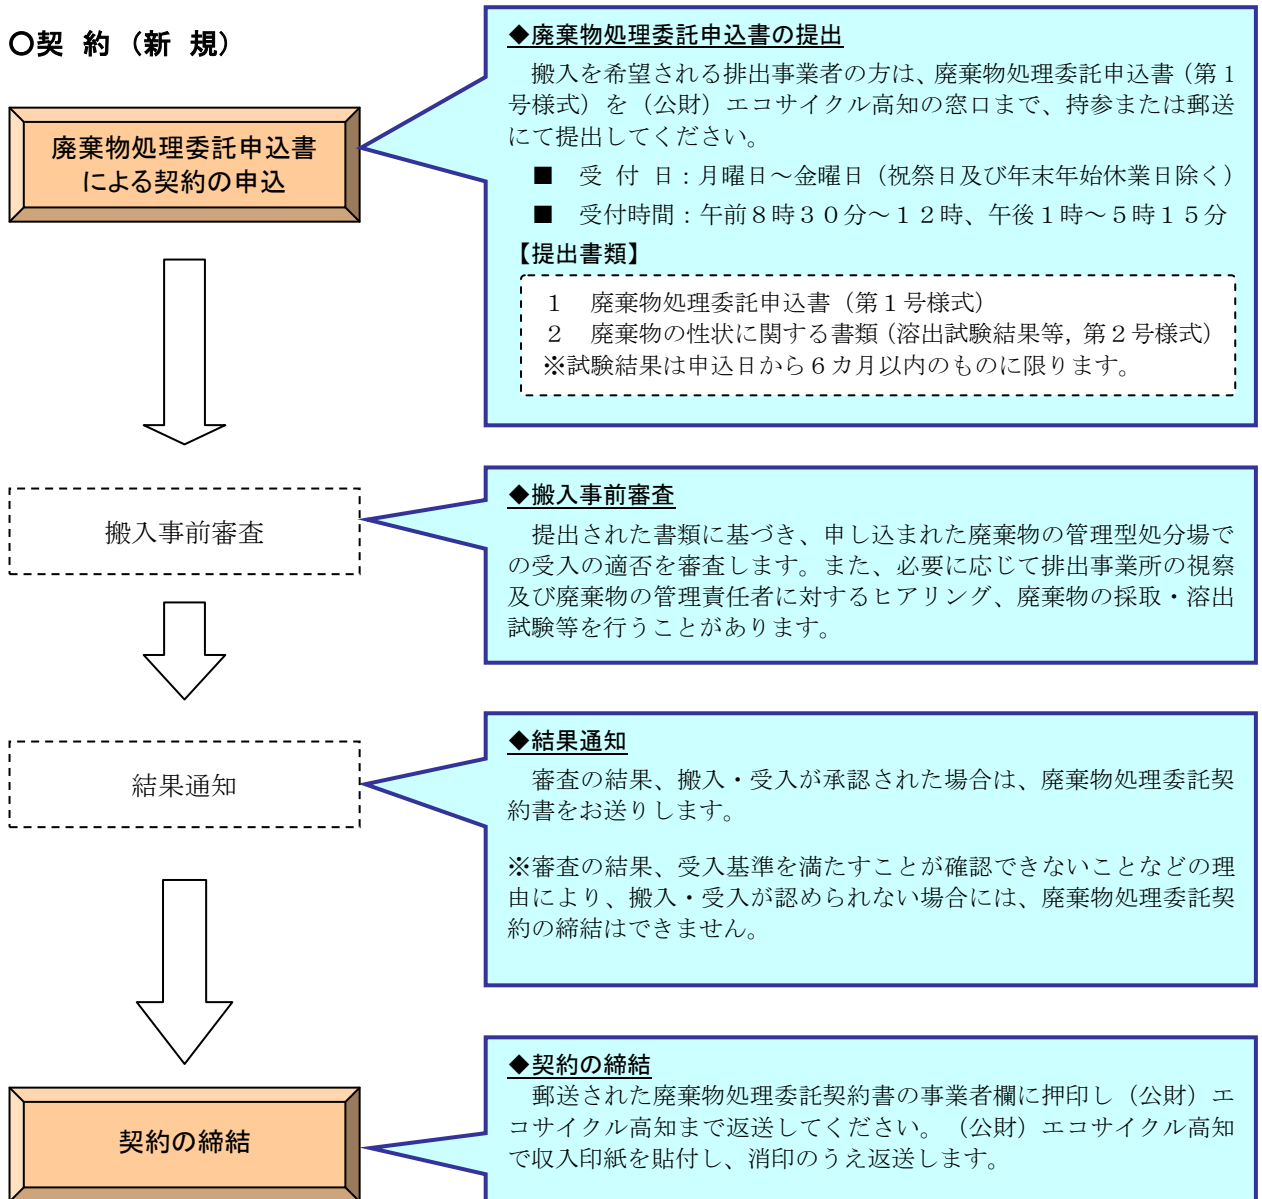 〇契 約（新 規）
廃棄物処理委託申込書
による契約の申込
◆廃棄物処理委託申込書の提出
搬入を希望される排出事業者の方は、廃棄物処理委託申込書（第１
号様式）を（公財）エコサイクル高知の窓口まで、持参または郵送
にて提出してください。
■ 受 付 日：月曜日～金曜日（祝祭日及び年末年始休業日除く）
■ 受付時間：午前８時３０分～１２時、午後１時～５時１５分
【提出書類】
１ 廃棄物処理委託申込書（第１号様式）
２ 廃棄物の性状に関する書類（溶出試験結果等，第２号様式）
※試験結果は申込日から６カ月以内のものに限ります。
搬入事前審査
◆搬入事前審査
提出された書類に基づき、申し込まれた廃棄物の管理型処分場で
の受入の適否を審査します。また、必要に応じて排出事業所の視察
及び廃棄物の管理責任者に対するヒアリング、廃棄物の採取・溶出
試験等を行うことがあります。
結果通知
◆結果通知
審査の結果、搬入・受入が承認された場合は、廃棄物処理委託契
約書をお送りします。
※審査の結果、受入基準を満たすことが確認できないことなどの理
由により、搬入・受入が認められない場合には、廃棄物処理委託契
約の締結はできません。
契約の締結
◆契約の締結
郵送された廃棄物処理委託契約書の事業者欄に押印し（公財）エ
コサイクル高知まで返送してください。（公財）エコサイクル高知
で収入印紙を貼付し、消印のうえ返送します。